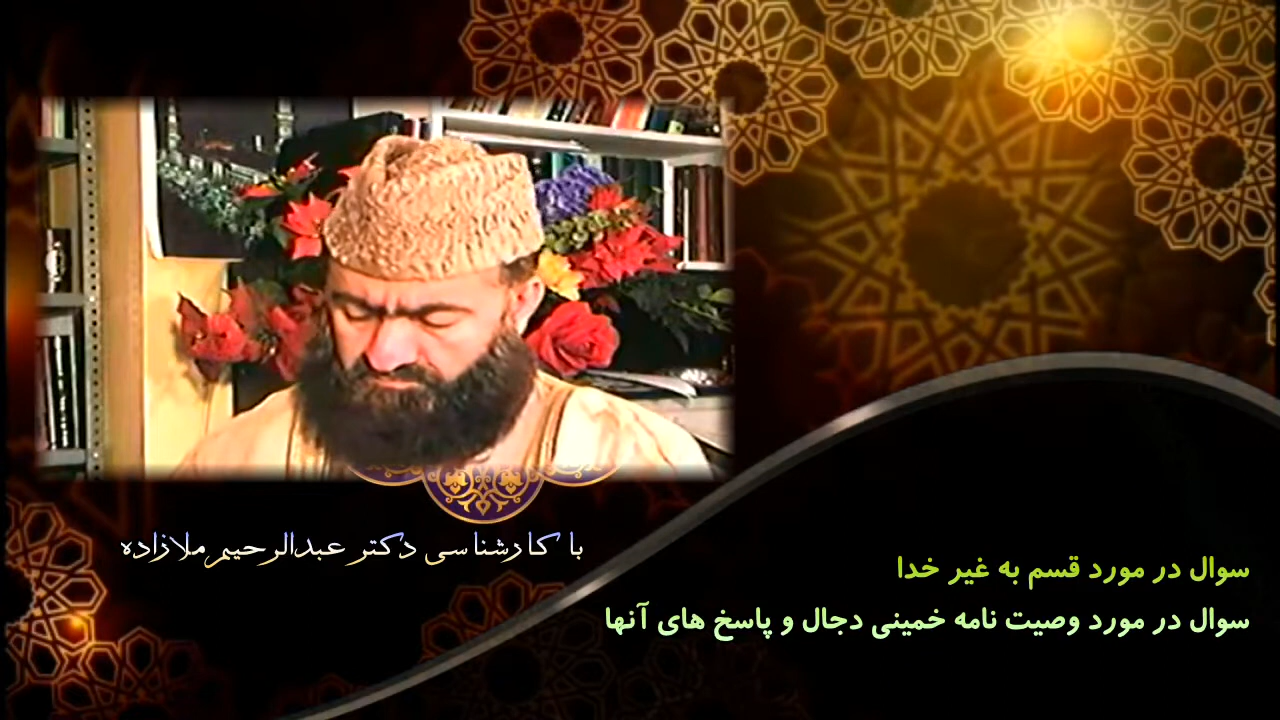 با کارشناسی دکتر عبدالرحیم ملازاده
سوال در مورد قسم به غیر خدا
سوال در مورد وصیت نامه خمینی دجال و پاسخ های آنها